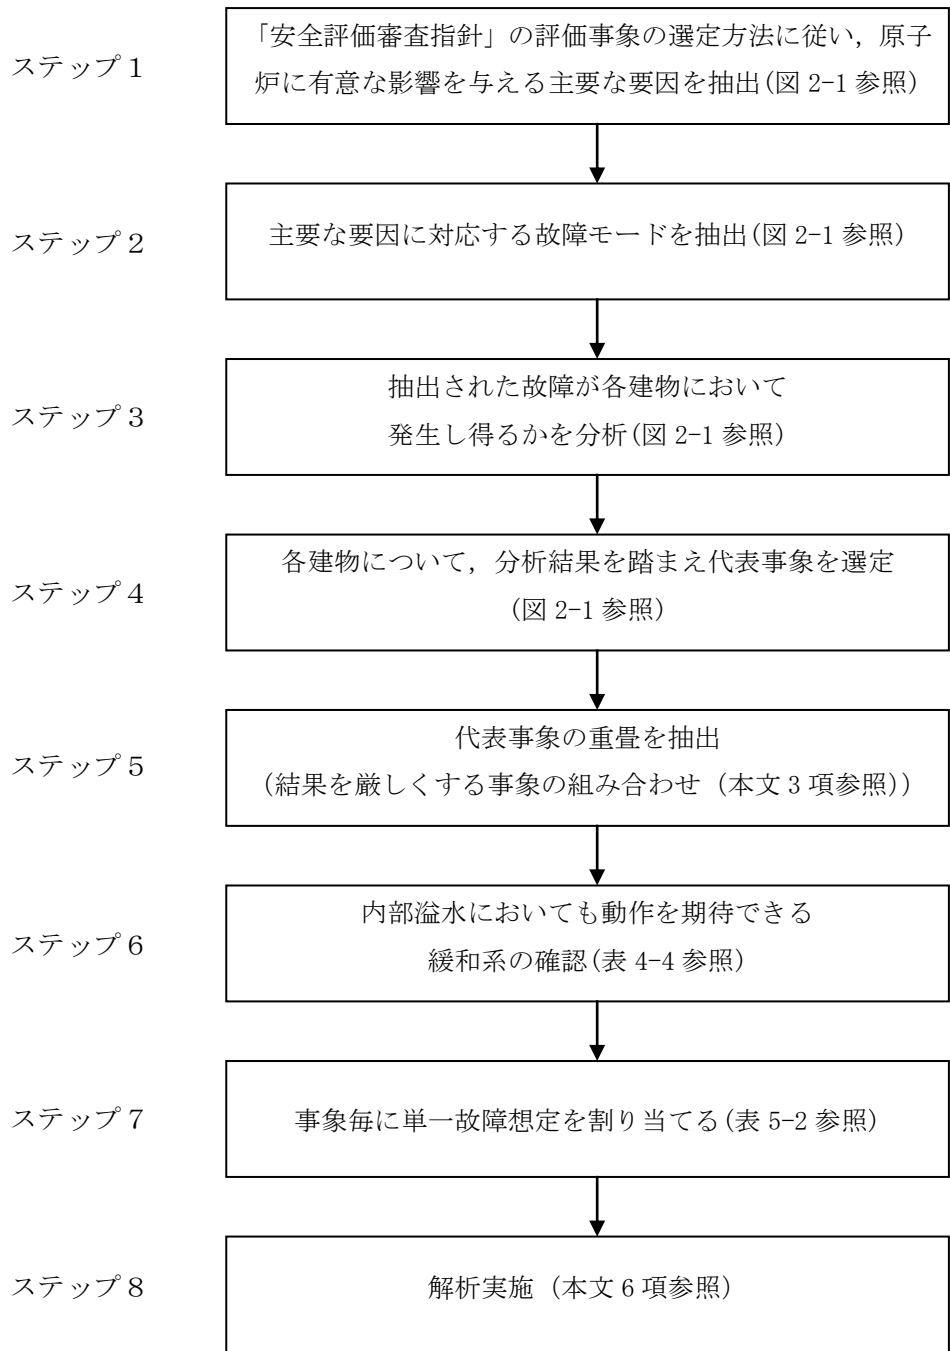 ステップ１
「安全評価審査指針」の評価事象の選定方法に従い，原子
炉に有意な影響を与える主要な要因を抽出(図 2-1 参照)
ステップ２
主要な要因に対応する故障モードを抽出(図 2-1 参照)
ステップ３
抽出された故障が各建物において
発生し得るかを分析(図 2-1 参照)
ステップ４
各建物について，分析結果を踏まえ代表事象を選定
(図 2-1 参照)
ステップ５
代表事象の重畳を抽出
(結果を厳しくする事象の組み合わせ（本文 3 項参照))
ステップ６
内部溢水においても動作を期待できる
緩和系の確認(表 4-4 参照)
ステップ７
事象毎に単一故障想定を割り当てる(表 5-2 参照)
ステップ８
解析実施（本文 6 項参照）